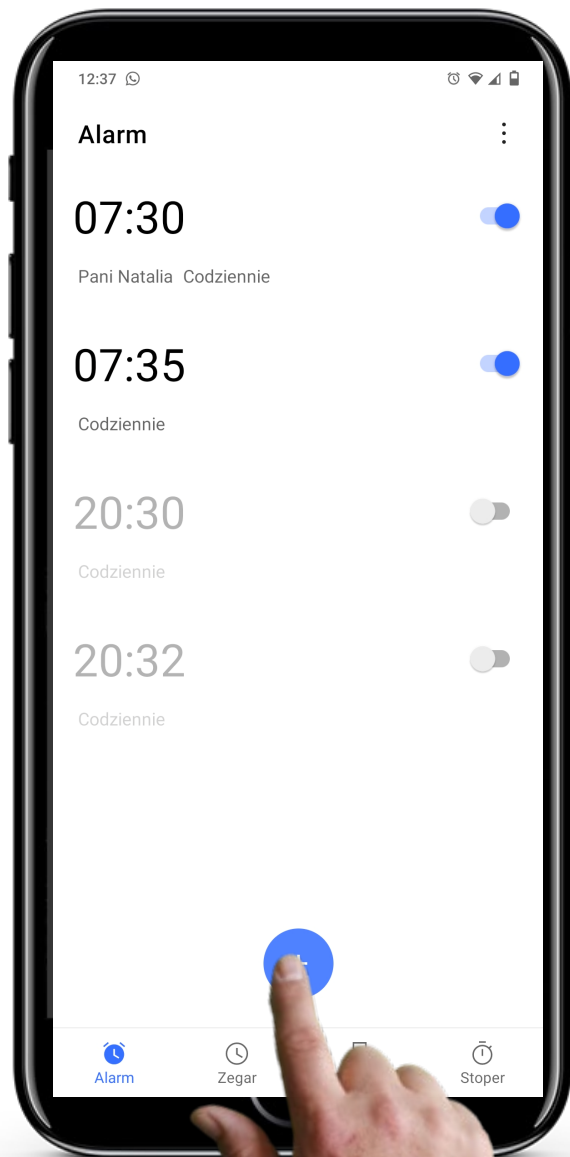 12:37
Alarm
07:30
Pani Natalia Codziennie
07:35
Codziennie
20:30
Codziennie
20:32
Codziennie
Alarm Zegar Stoper